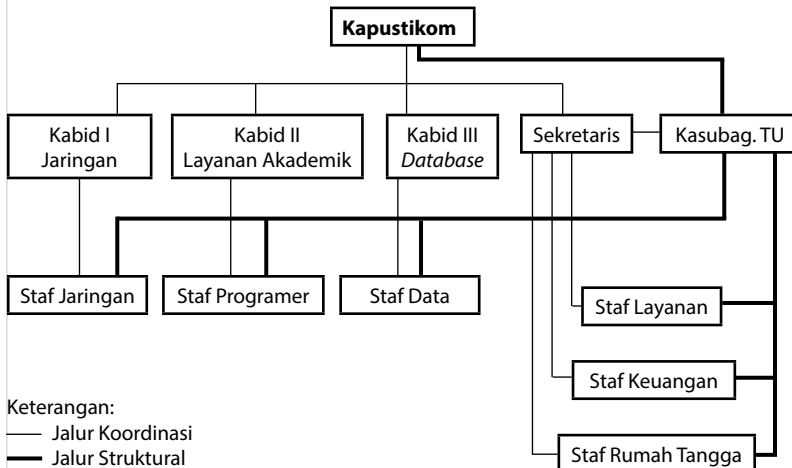 Kapustikom
Kabid I
Jaringan
Kabid II
Layanan Akademik
Kabid III
Database
Sekretaris
Kasubag. TU
Staf Jaringan
Staf Programer
Staf Data
Staf Layanan
Staf Keuangan
Staf Rumah Tangga
Keterangan:
Jalur Koordinasi
Jalur Struktural